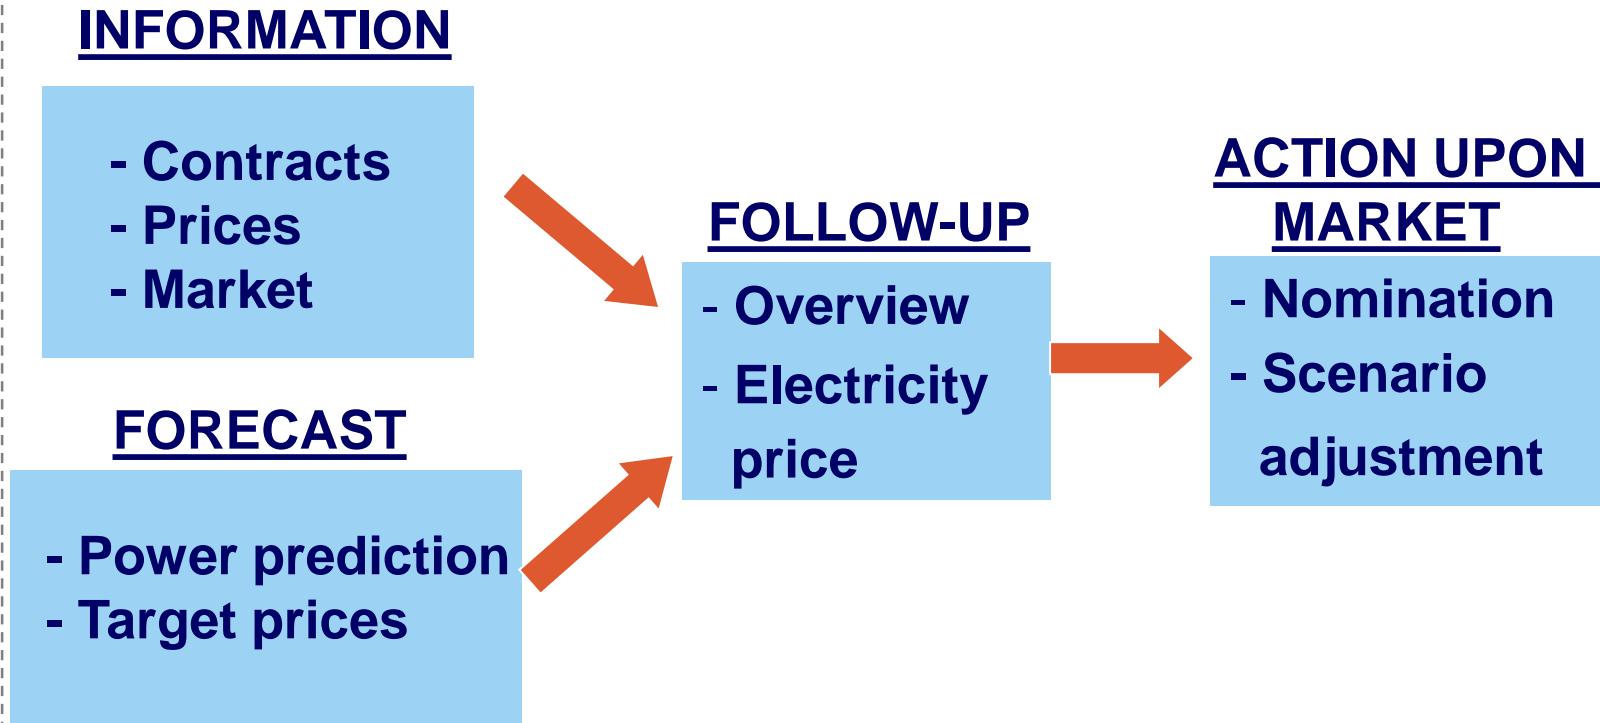 INFORMATION
- Contracts
- Prices
- Market
FORECAST
- Power prediction
- Target prices
FOLLOW-UP
- Overview
- Electricity
price
ACTION UPON
MARKET
- Nomination
- Scenario
adjustment